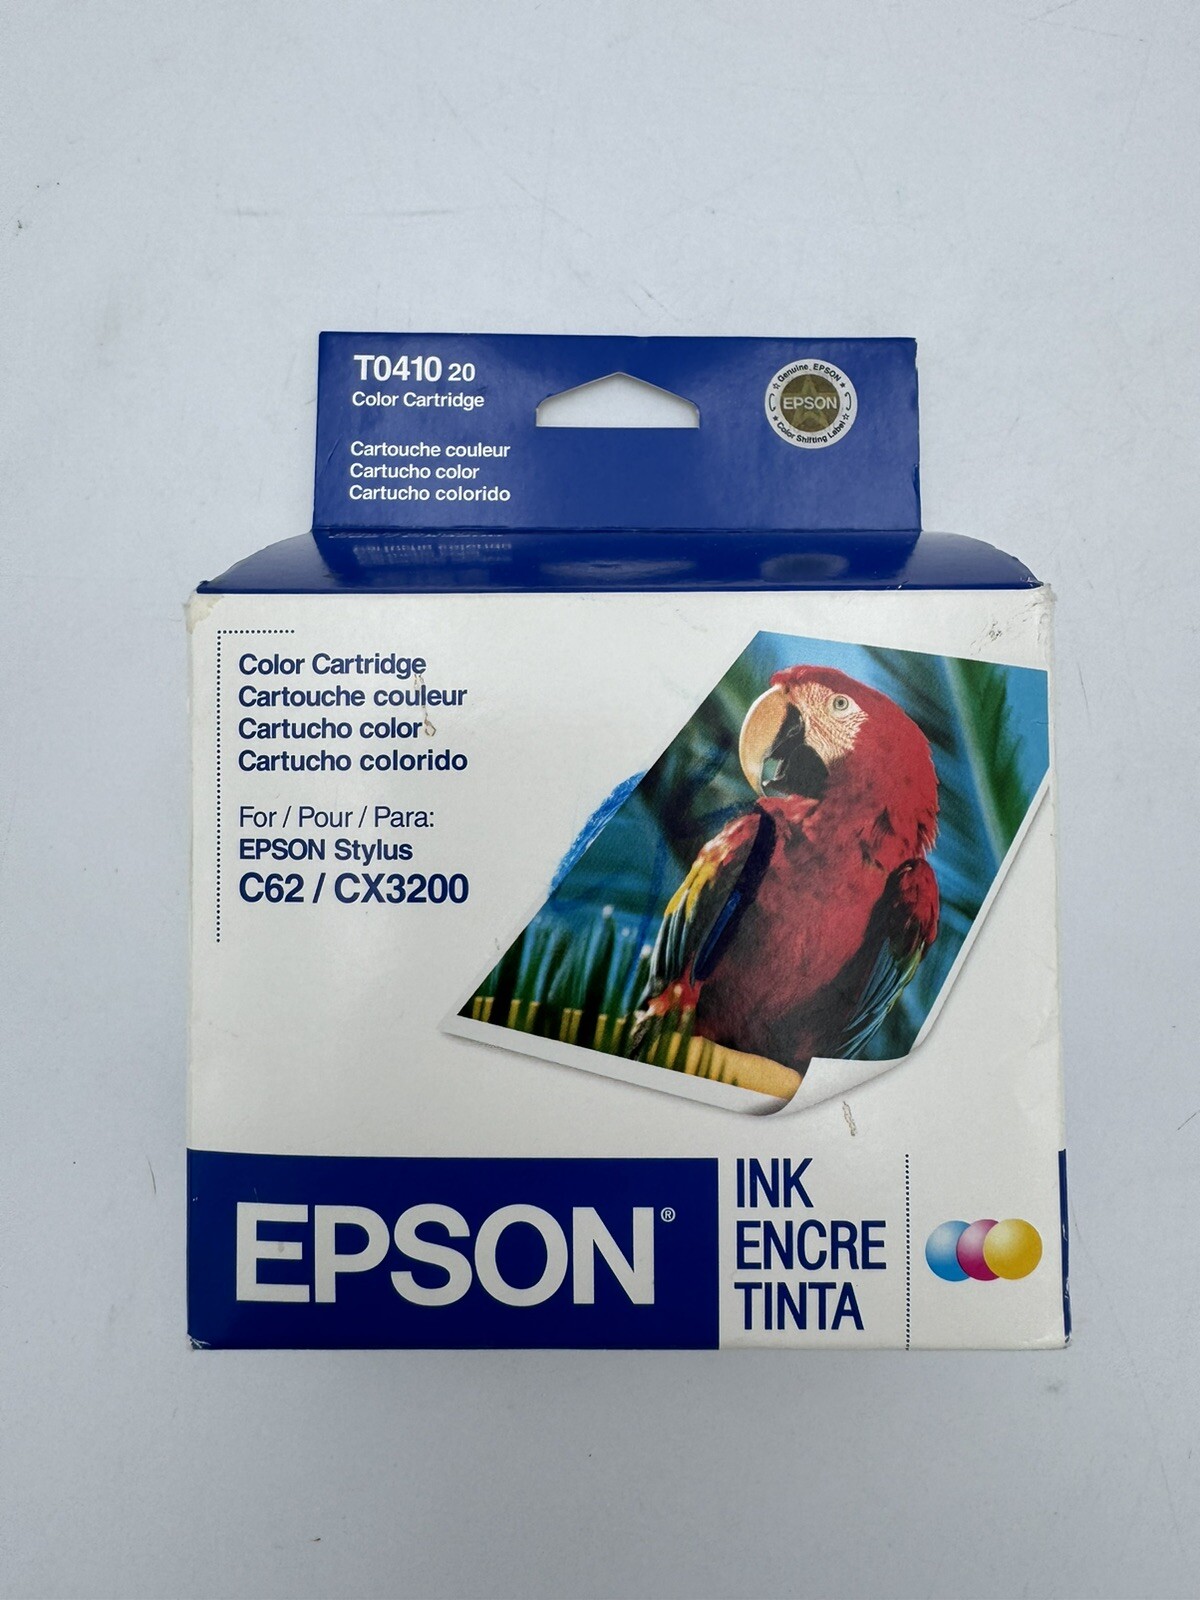 T0410 20
Color Cartridge
Cartouche couleur
Cartucho color
Cartucho colorido
Genuine EPSON
EPSON
Color Shifting Label
Color Cartridge
Cartouche couleur
Cartucho color
Cartucho colorido
For / Pour / Para:
EPSON Stylus
C62 / CX3200
EPSON®
INK
ENCRE
TINTA